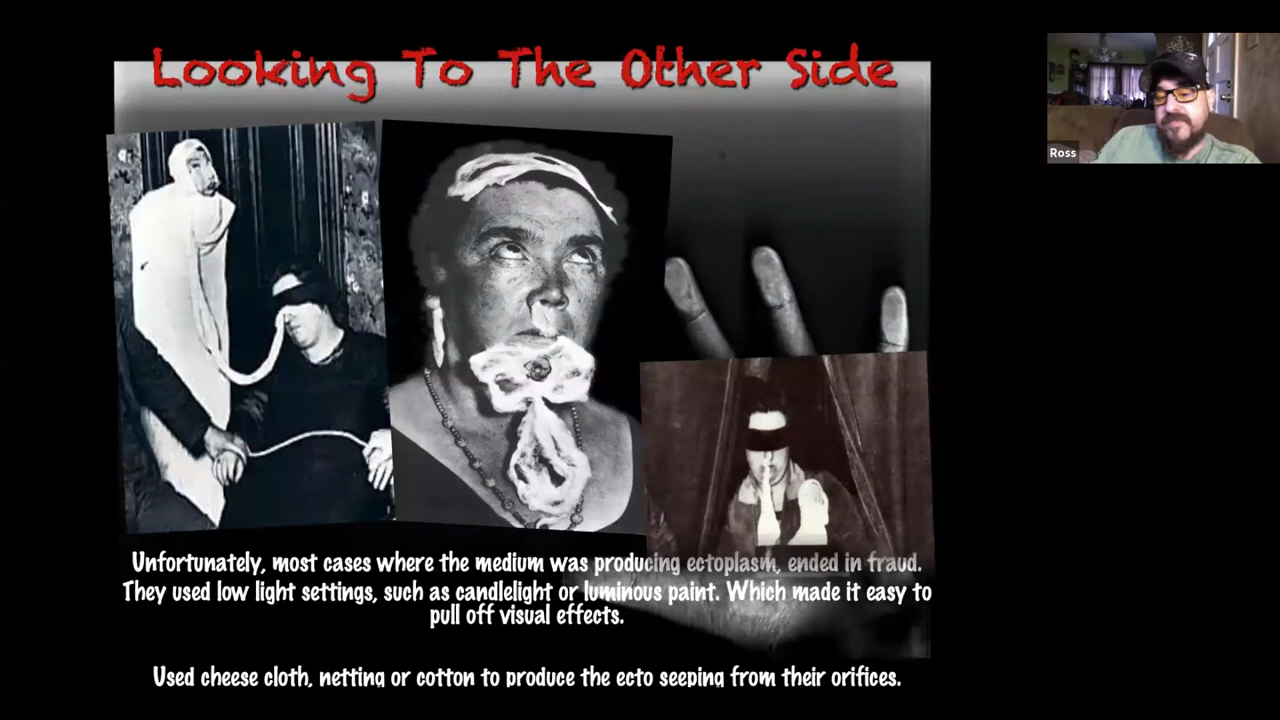 Looking To The Other Side
Ross
Unfortunately, most cases where the medium was producing ectoplasm, ended in fraud.
They used low light settings, such as candlelight or luminous paint. Which made it easy to
pull off visual effects.
Used cheese cloth, netting or cotton to produce the ecto seeping from their orifices.